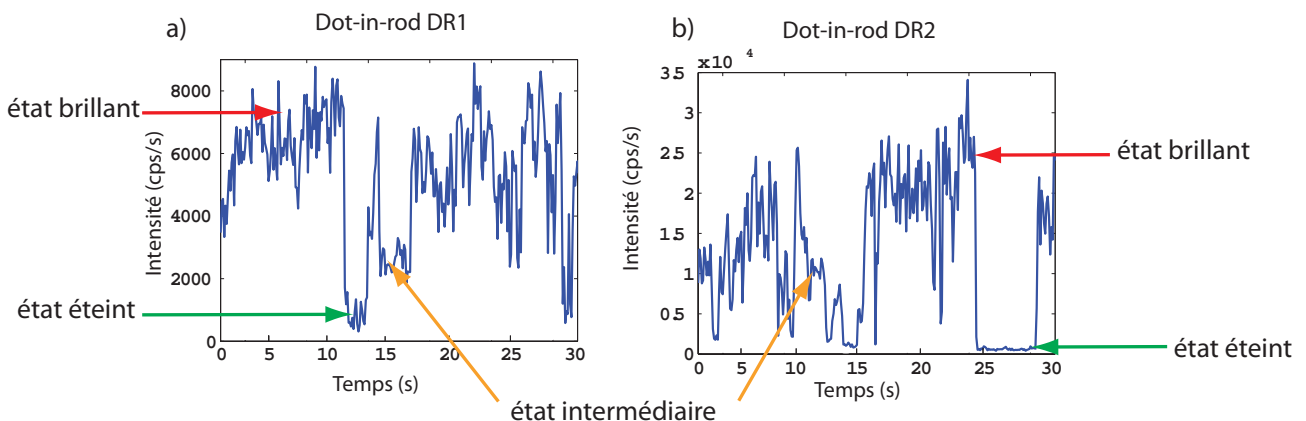 a)
Dot-in-rod DR1
8000
6000
4000
2000
0
Intensité (cps/s)
0 5 10 15 20 25 30
Temps (s)
état brillant
état éteint
état intermédiaire
b)
Dot-in-rod DR2
x10 4
3.5
3
2.5
2
1.5
1
0.5
0
Intensité (cps/s)
0 5 10 15 20 25 30
Temps (s)
état brillant
état éteint